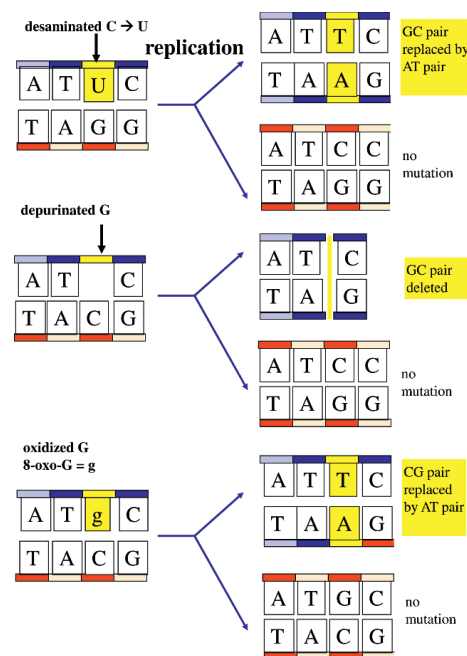 desaminated C → U
replication
A T U C
T A G G
A T T C
T A A G
GC pair
replaced by
AT pair
A T C C
T A G G
no
mutation
depurinated G
A T C
T A C G
A T C
T A G
GC pair
deleted
A T C C
T A G G
no
mutation
oxidized G
8-oxo-G = g
A T g C
T A C G
A T T C
T A A G
CG pair
replaced
by AT pair
A T G C
T A C G
no
mutation